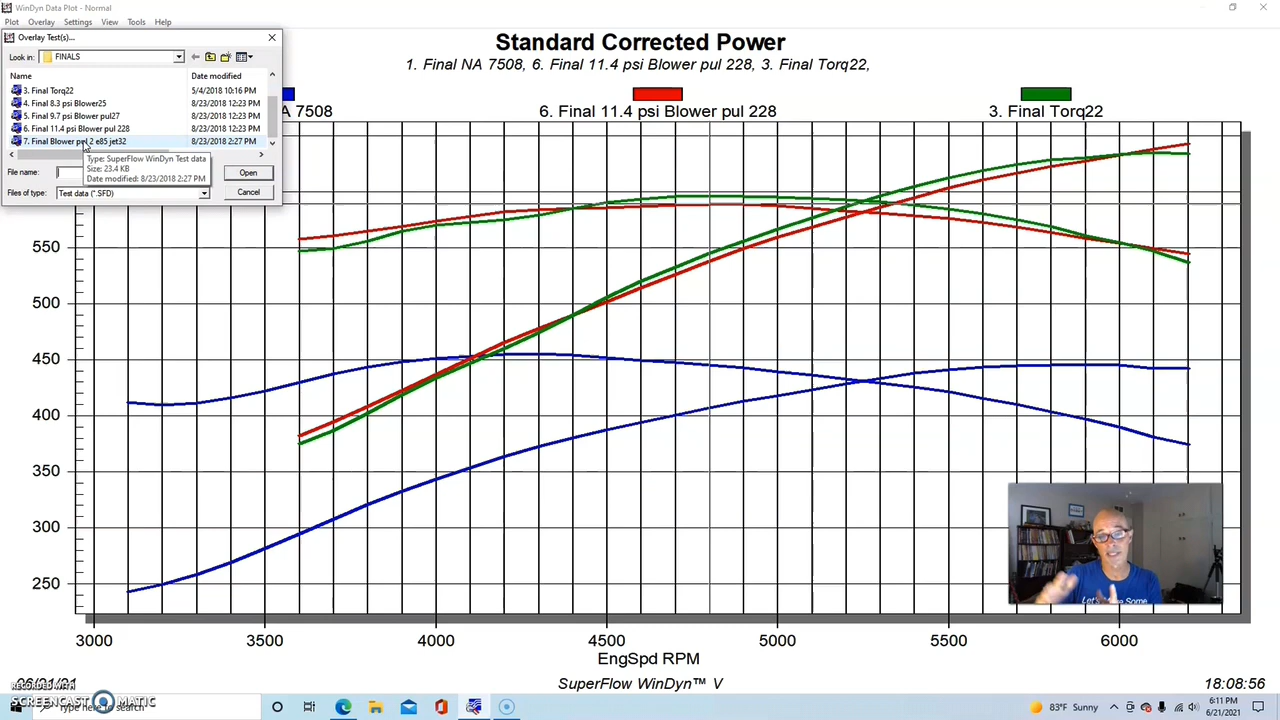 WinDyn Data Plot - Normal
Plot Overlay Settings View Tools Help
Overlay Test(s)...
Look in: FINALS
Name Date modified
3. Final Torq22 5/4/2018 10:16 PM
4. Final 8.3 psi Blower25 8/23/2018 12:23 PM
5. Final 9.7 psi Blower pul27 8/23/2018 12:23 PM
6. Final 11.4 psi Blower pul 228 8/23/2018 12:23 PM
7. Final Blower pul 2 e85 jet32 8/23/2018 2:27 PM
Type: SuperFlow WinDyn Test data
Size: 23.4 KB
Date modified: 8/23/2018 2:27 PM
File name: Open
Files of type: Test data (*.SFD) Cancel
Standard Corrected Power
1. Final NA 7508, 6. Final 11.4 psi Blower pul 228, 3. Final Torq22,
A 7508 6. Final 11.4 psi Blower pul 228 3. Final Torq22
550
500
450
400
350
300
250
3000 3500 4000 4500 5000 5500 6000
EngSpd RPM
SuperFlow WinDyn™ V
18:08:56
RECORDED WITH
SCREENCAST MATIC
Type here to search
83°F Sunny
6:11 PM
6/21/2021